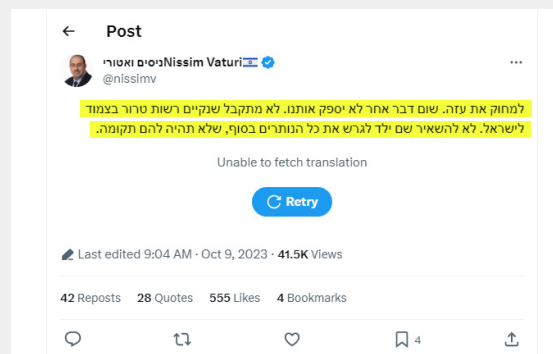 Post
ניסים ואטוריNissim Vaturi🇮🇱
@nissimv
למחוק את עזה. שום דבר אחר לא יספק אותנו. לא מתקבל שנקיים רשות טרור בצמוד
לישראל. לא להשאיר שם ילד לגרש את כל הנותרים בסוף, שלא תהיה להם תקומה.
Unable to fetch translation
Retry
Last edited 9:04 AM · Oct 9, 2023 · 41.5K Views
42 Reposts 28 Quotes 555 Likes 4 Bookmarks
4